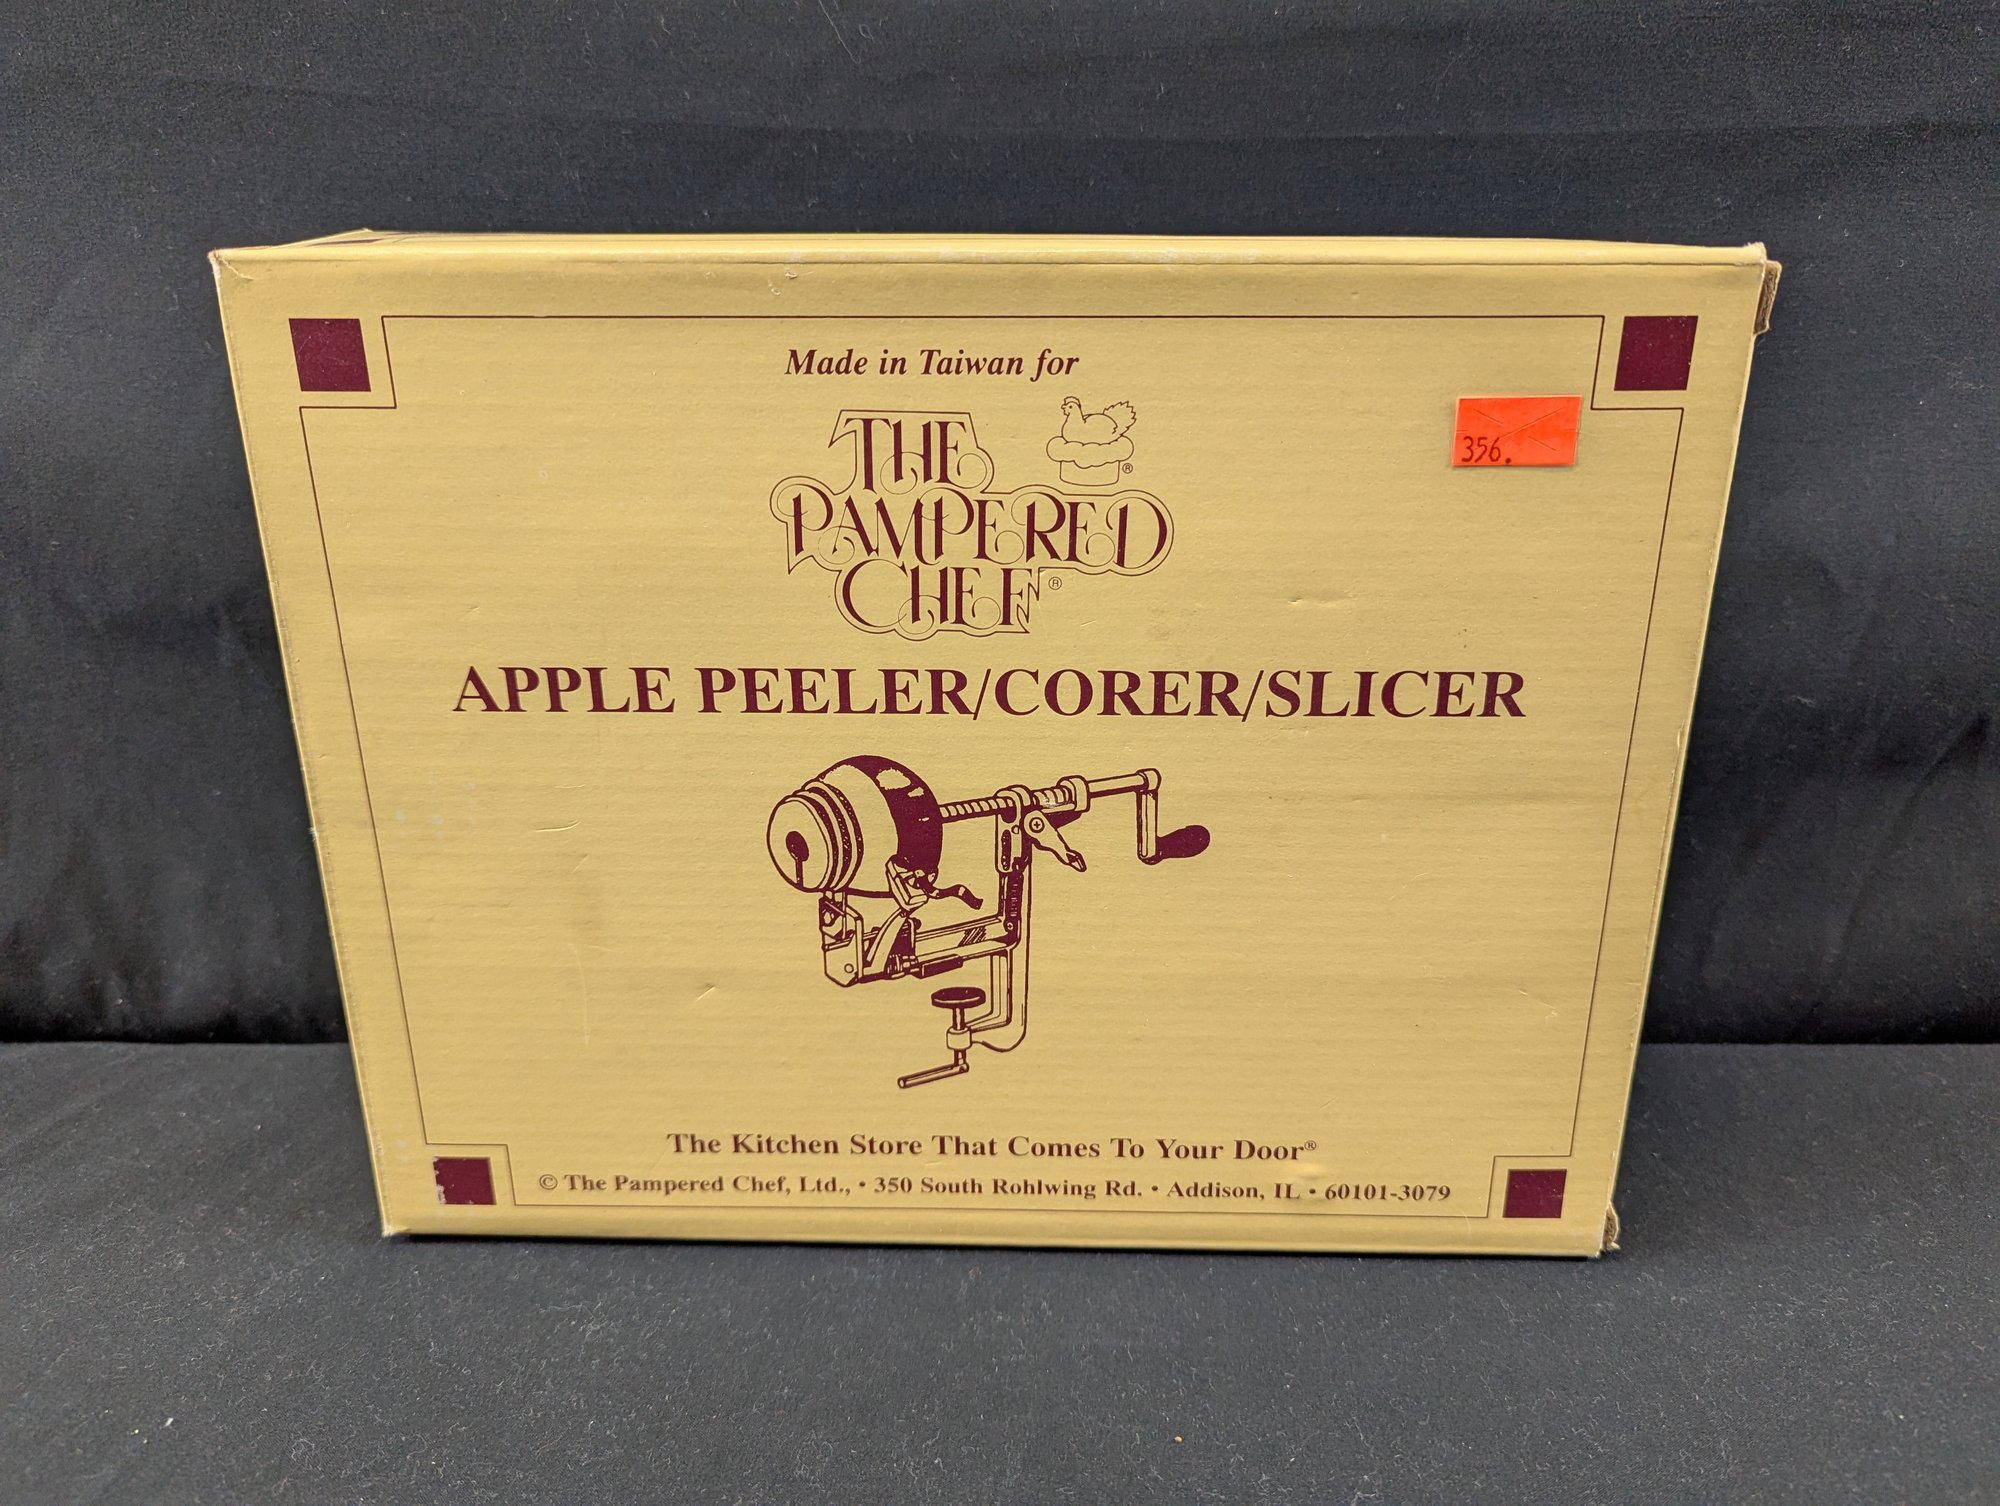 Made in Taiwan for
THE
PAMPERED
CHEF®
®
356.
APPLE PEELER/CORER/SLICER
The Kitchen Store That Comes To Your Door®
© The Pampered Chef, Ltd., • 350 South Rohlwing Rd. • Addison, IL • 60101-3079